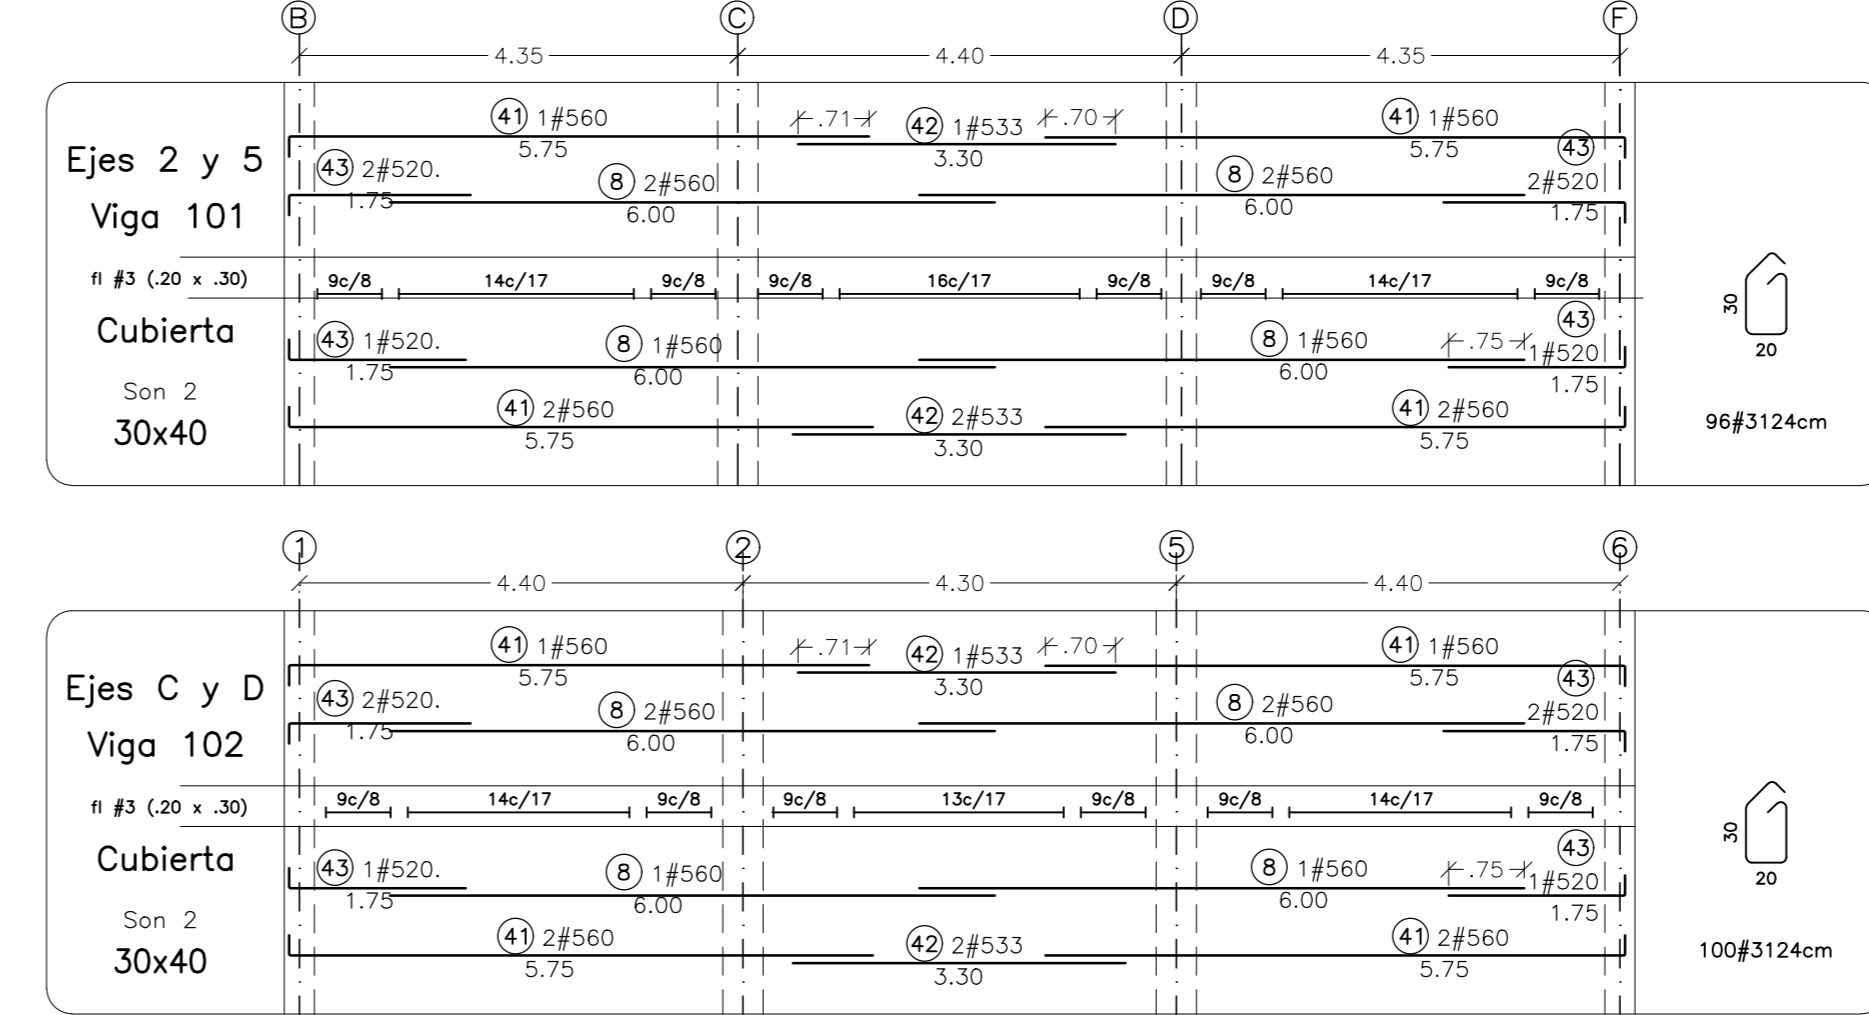 B C D F
4.35 4.40 4.35
41 1#560 .71 42 1#533 .70 41 1#560
5.75 3.30 5.75
Ejes 2 y 5
43 2#520. 8 2#560 8 2#560 43 2#520
1.75 6.00 6.00 1.75
Viga 101
fl #3 (.20 x .30) 9c/8 14c/17 9c/8 9c/8 16c/17 9c/8 9c/8 14c/17 9c/8
30
20
Cubierta
43 1#520. 8 1#560 8 1#560 .75 43 1#520
1.75 6.00 6.00 1.75
Son 2
41 2#560 42 2#533 41 2#560
5.75 3.30 5.75
30x40
96#3124cm
1 2 5 6
4.40 4.30 4.40
41 1#560 .71 42 1#533 .70 41 1#560
5.75 3.30 5.75
Ejes C y D
43 2#520. 8 2#560 8 2#560 43 2#520
1.75 6.00 6.00 1.75
Viga 102
fl #3 (.20 x .30) 9c/8 14c/17 9c/8 9c/8 13c/17 9c/8 9c/8 14c/17 9c/8
30
20
Cubierta
43 1#520. 8 1#560 8 1#560 .75 43 1#520
1.75 6.00 6.00 1.75
Son 2
41 2#560 42 2#533 41 2#560
5.75 3.30 5.75
30x40
100#3124cm